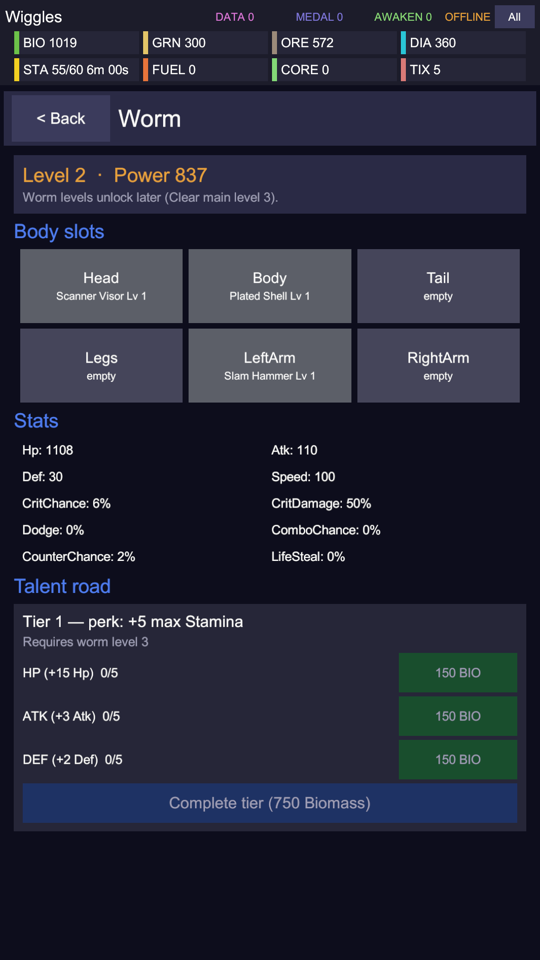 Wiggles DATA 0 MEDAL 0 AWAKEN 0 OFFLINE All
BIO 1019 GRN 300 ORE 572 DIA 360
STA 55/60 6m 00s FUEL 0 CORE 0 TIX 5
< Back Worm
Level 2 · Power 837
Worm levels unlock later (Clear main level 3).
Body slots
Head Body Tail
Scanner Visor Lv 1 Plated Shell Lv 1 empty
Legs LeftArm RightArm
empty Slam Hammer Lv 1 empty
Stats
Hp: 1108 Atk: 110
Def: 30 Speed: 100
CritChance: 6% CritDamage: 50%
Dodge: 0% ComboChance: 0%
CounterChance: 2% LifeSteal: 0%
Talent road
Tier 1 — perk: +5 max Stamina
Requires worm level 3
HP (+15 Hp) 0/5 150 BIO
ATK (+3 Atk) 0/5 150 BIO
DEF (+2 Def) 0/5 150 BIO
Complete tier (750 Biomass)